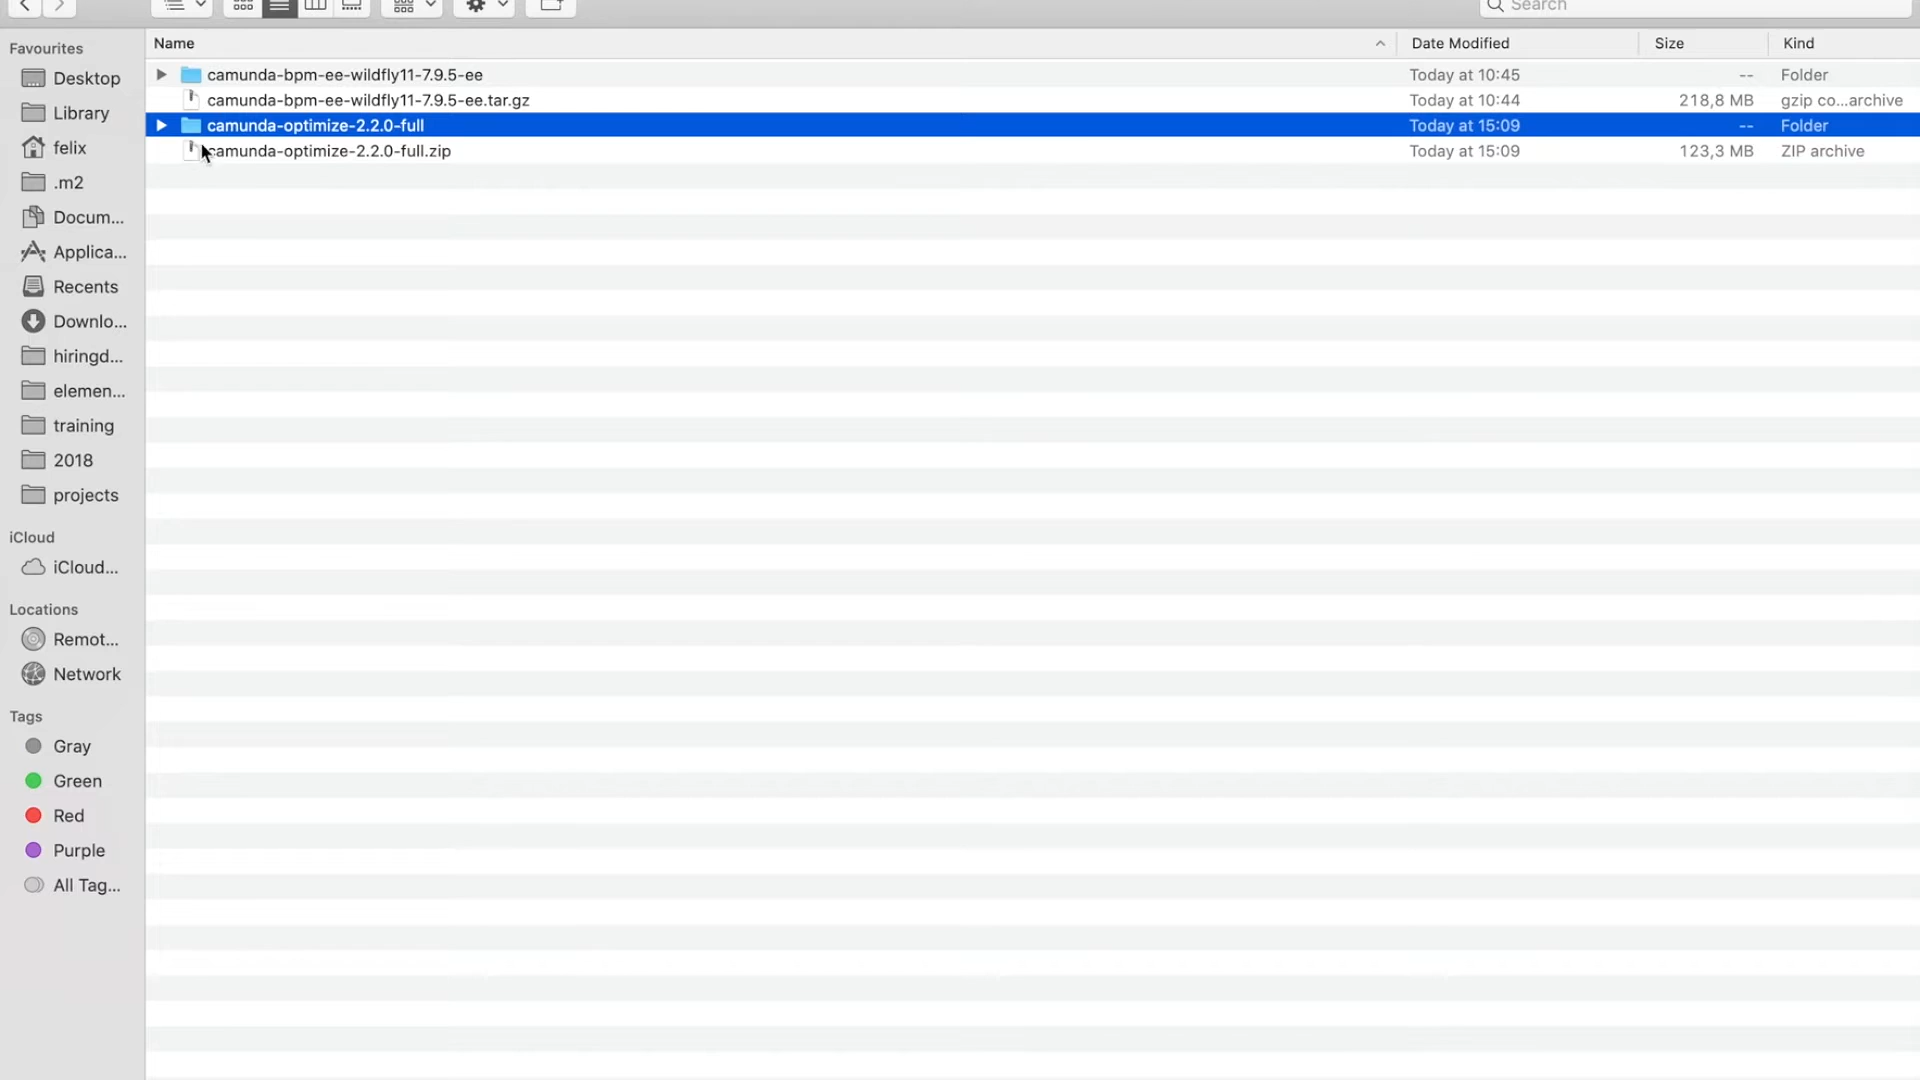 Search
Favourites
Desktop
Library
felix
.m2
Docum...
Applica...
Recents
Downlo...
hiringd...
elemen...
training
2018
projects
iCloud
iCloud...
Locations
Remot...
Network
Tags
Gray
Green
Red
Purple
All Tag...
Name Date Modified Size Kind
camunda-bpm-ee-wildfly11-7.9.5-ee Today at 10:45 -- Folder
camunda-bpm-ee-wildfly11-7.9.5-ee.tar.gz Today at 10:44 218,8 MB gzip co...archive
camunda-optimize-2.2.0-full Today at 15:09 -- Folder
camunda-optimize-2.2.0-full.zip Today at 15:09 123,3 MB ZIP archive